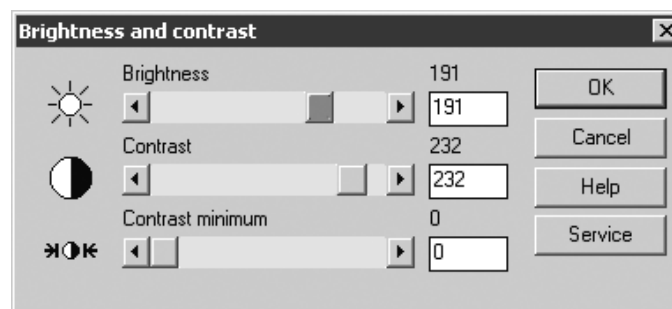 Brightness and contrast
Brightness 191
191
OK
Contrast 232
232
Cancel
Contrast minimum 0
0
Help
Service